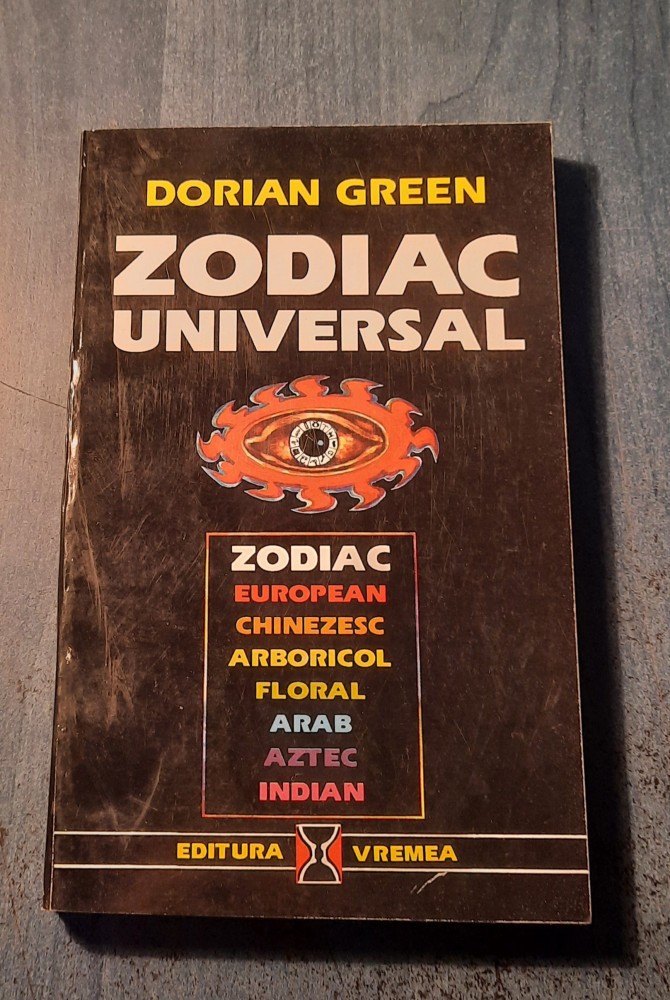 DORIAN GREEN
ZODIAC
UNIVERSAL
ZODIAC
EUROPEAN
CHINEZESC
ARBORICOL
FLORAL
ARAB
AZTEC
INDIAN
EDITURA VREMEA